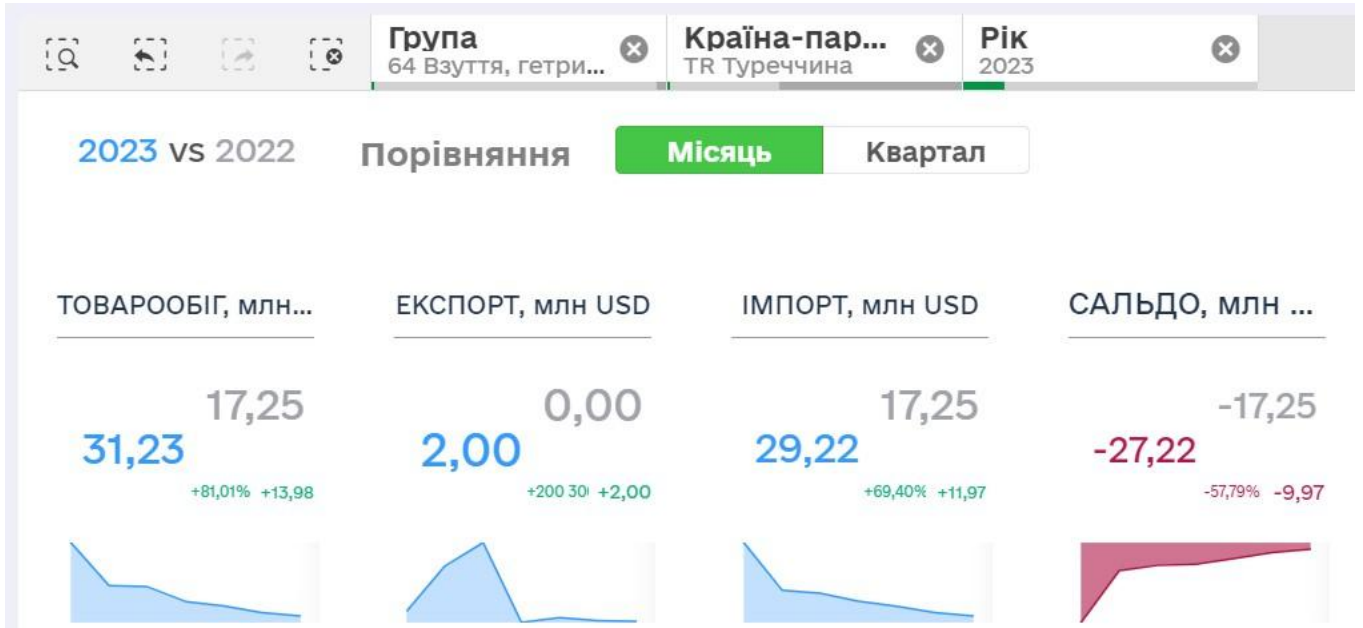 Група
64 Взуття, гетри...
Країна-пар...
TR Туреччина
Рік
2023
2023 vs 2022
Порівняння
Місяць
Квартал
ТОВАРООБІГ, млн...
ЕКСПОРТ, млн USD
ІМПОРТ, млн USD
САЛЬДО, млн ...
17,25
31,23
+81,01% +13,98
0,00
2,00
+200 30 +2,00
17,25
29,22
+69,40% +11,97
-17,25
-27,22
-57,79% -9,97